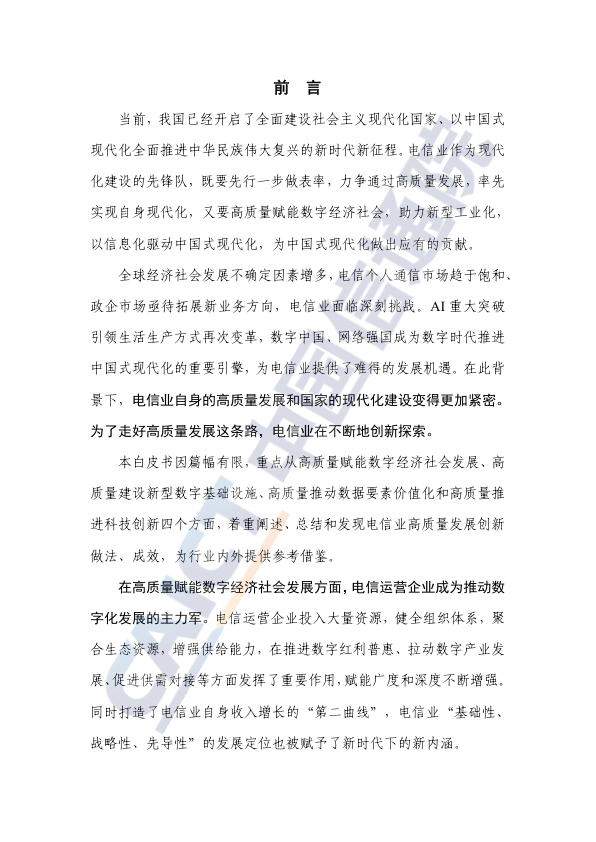 前 言
当前，我国已经开启了全面建设社会主义现代化国家、以中国式
现代化全面推进中华民族伟大复兴的新时代新征程。电信业作为现代
化建设的先锋队，既要先行一步做表率，力争通过高质量发展，率先
实现自身现代化，又要高质量赋能数字经济社会，助力新型工业化，
以信息化驱动中国式现代化，为中国式现代化做出应有的贡献。
全球经济社会发展不确定因素增多，电信个人通信市场趋于饱和、
政企市场亟待拓展新业务方向，电信业面临深刻挑战。AI 重大突破
引领生活生产方式再次变革，数字中国、网络强国成为数字时代推进
中国式现代化的重要引擎，为电信业提供了难得的发展机遇。在此背
景下，电信业自身的高质量发展和国家的现代化建设变得更加紧密。
为了走好高质量发展这条路，电信业在不断地创新探索。
本白皮书因篇幅有限，重点从高质量赋能数字经济社会发展、高
质量建设新型数字基础设施、高质量推动数据要素价值化和高质量推
进科技创新四个方面，着重阐述、总结和发现电信业高质量发展创新
做法、成效，为行业内外提供参考借鉴。
在高质量赋能数字经济社会发展方面，电信运营企业成为推动数
字化发展的主力军。电信运营企业投入大量资源，健全组织体系，聚
合生态资源，增强供给能力，在推进数字红利普惠、拉动数字产业发
展、促进供需对接等方面发挥了重要作用，赋能广度和深度不断增强。
同时打造了电信业自身收入增长的“第二曲线”，电信业“基础性、
战略性、先导性”的发展定位也被赋予了新时代下的新内涵。
CAICT 中国信通院